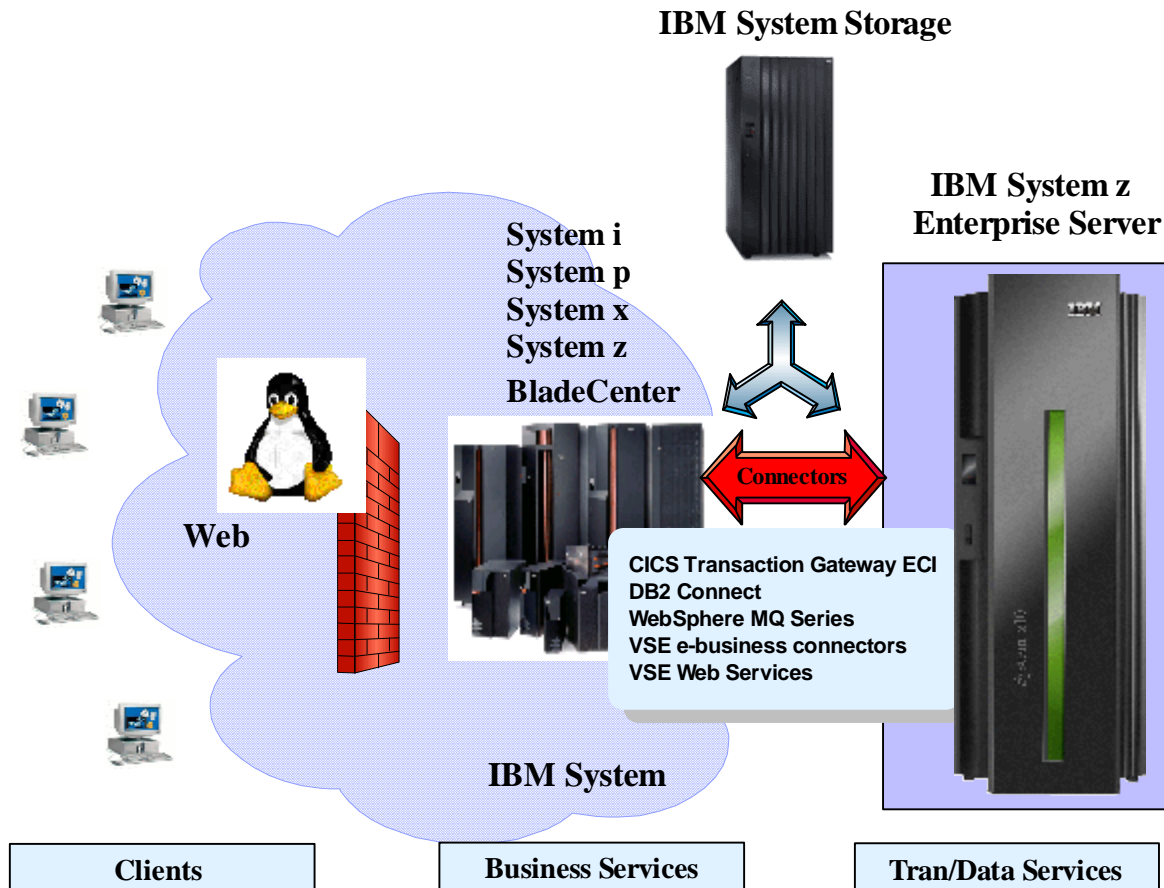 IBM System Storage
IBM System z
Enterprise Server
System i
System p
System x
System z
BladeCenter
IBM
Connectors
Web
CICS Transaction Gateway ECI
DB2 Connect
WebSphere MQ Series
VSE e-business connectors
VSE Web Services
System z10
IBM System
Clients
Business Services
Tran/Data Services